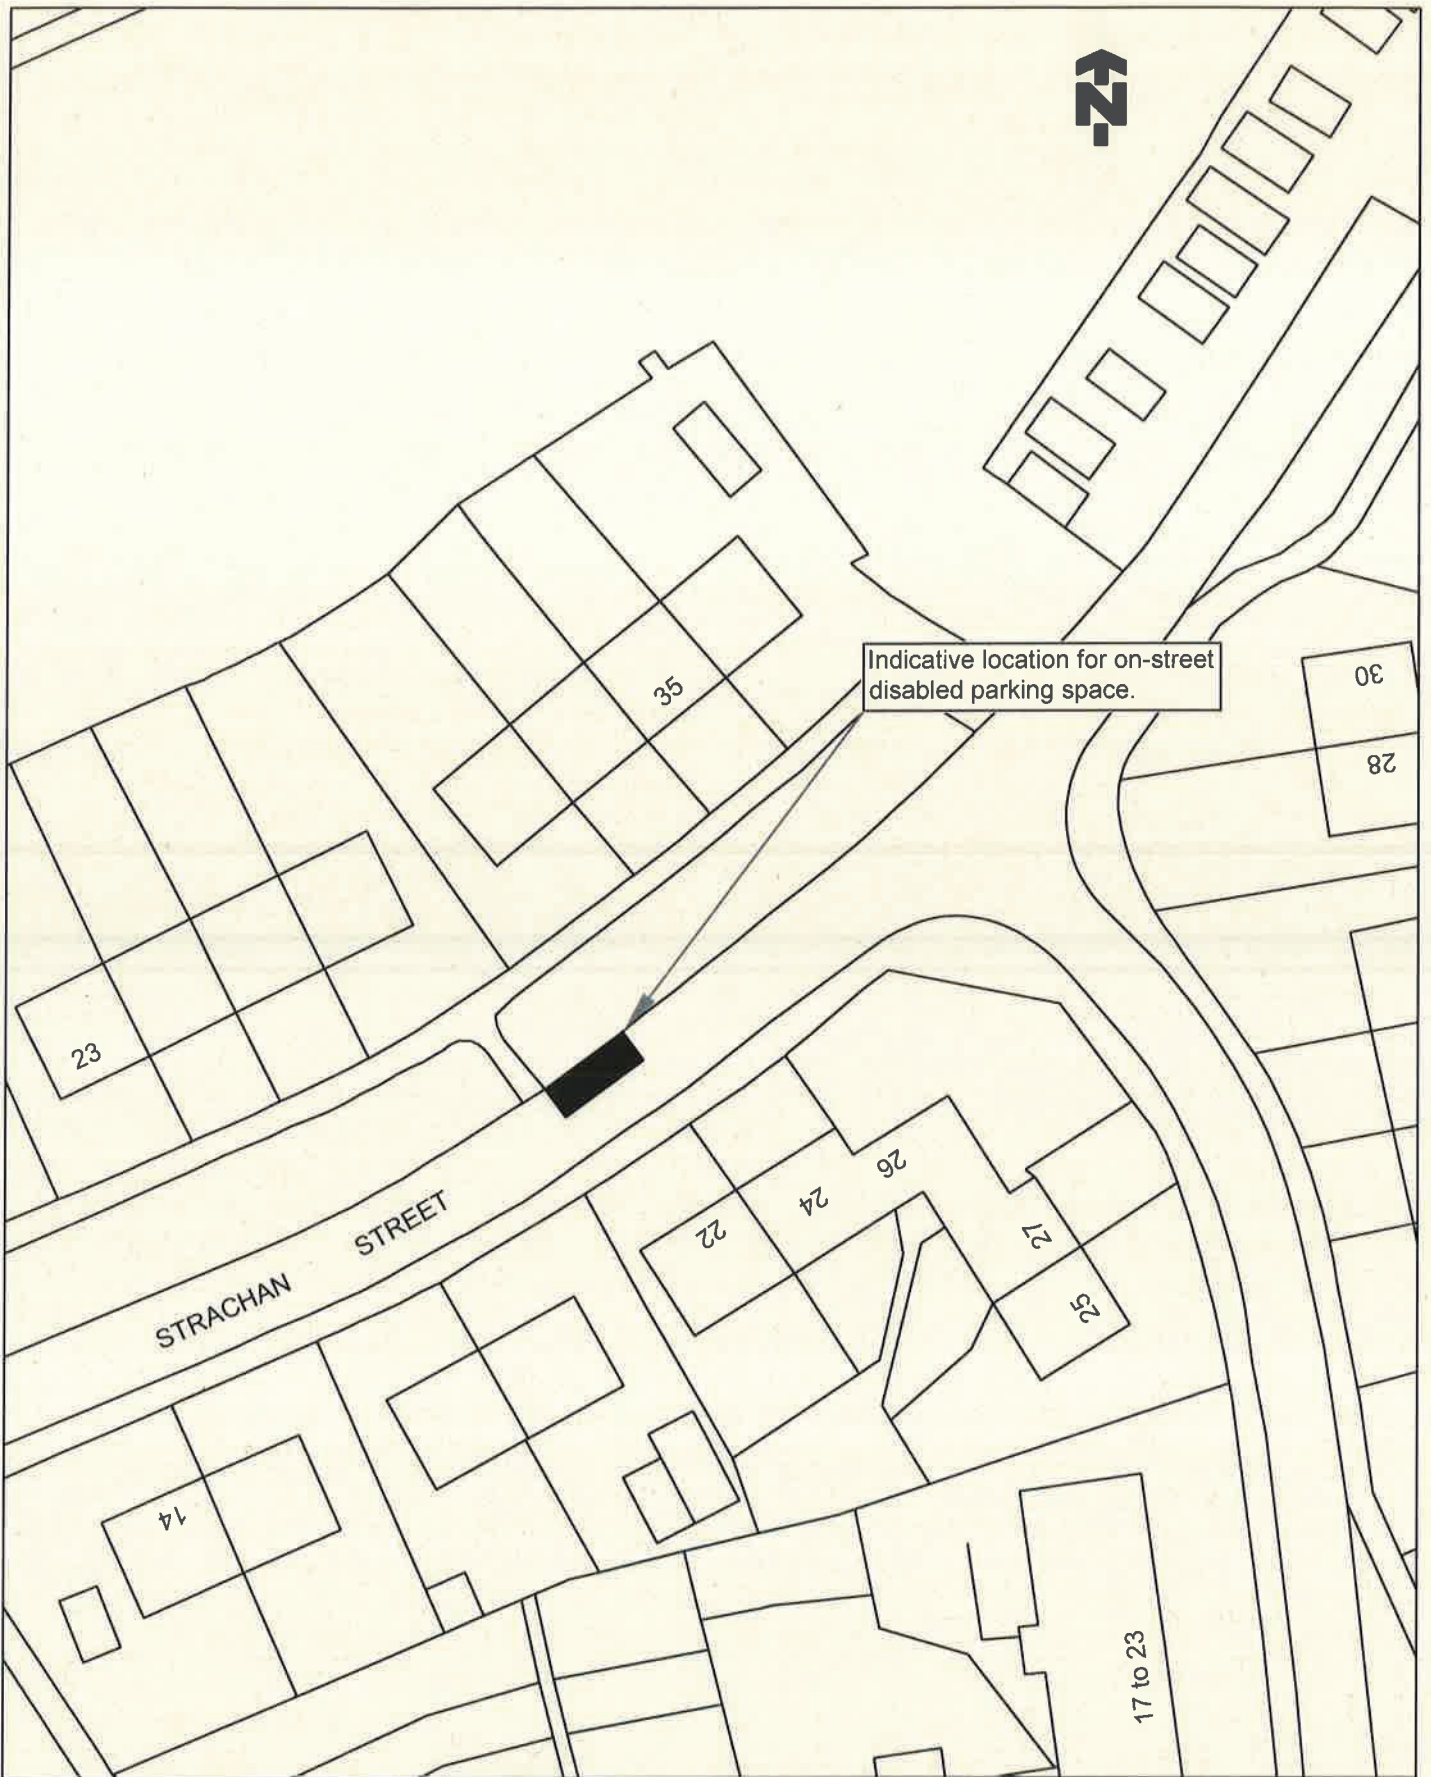 N
Indicative location for on-street
disabled parking space.
30
35
28
23
26
24
22
27
STREET
25
STRACHAN
14
17 to 23